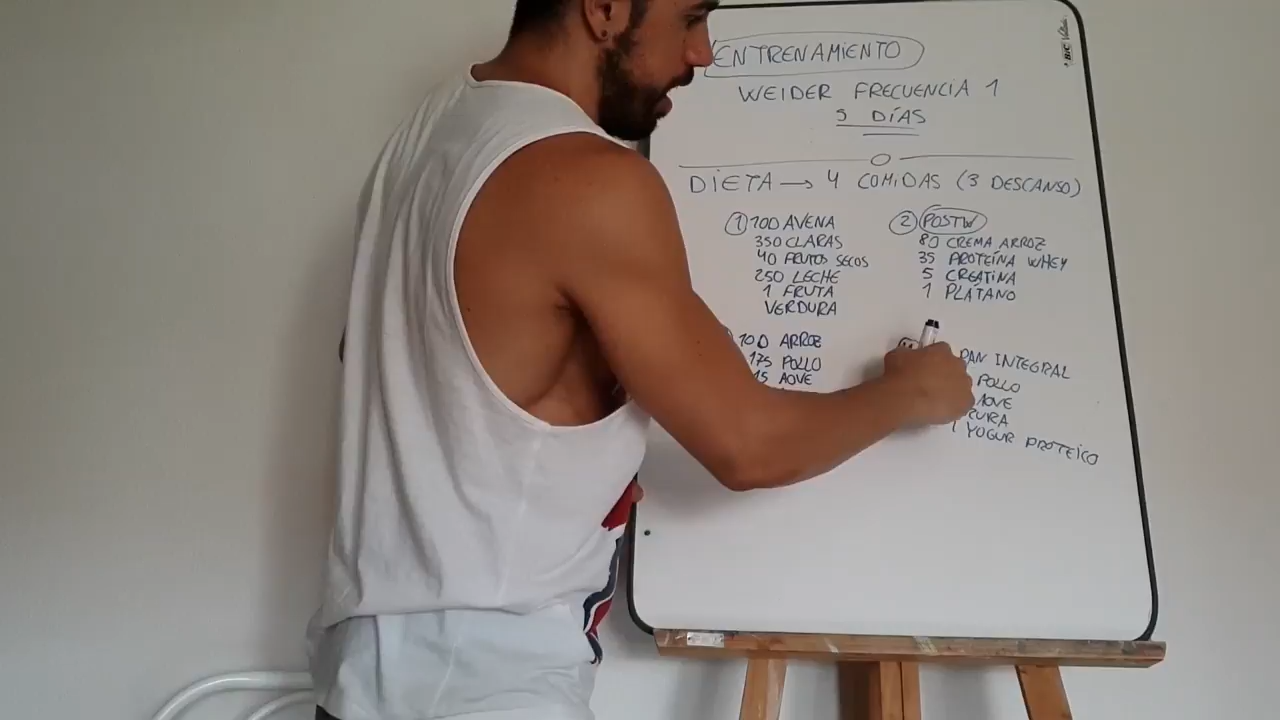 ENTRENAMIENTO
WEIDER FRECUENCIA 1
5 DÍAS
DIETA → 4 COMIDAS (3 DESCANSO)
1 100 AVENA
350 CLARAS
40 FRUTOS SECOS
250 LECHE
1 FRUTA
VERDURA
2 POSTW
80 CREMA ARROZ
35 PROTEÍNA WHEY
5 CREATINA
1 PLÁTANO
100 ARROZ
175 POLLO
15 AOVE
PAN INTEGRAL
POLLO
AOVE
1 YOGUR PROTEICO
BIC